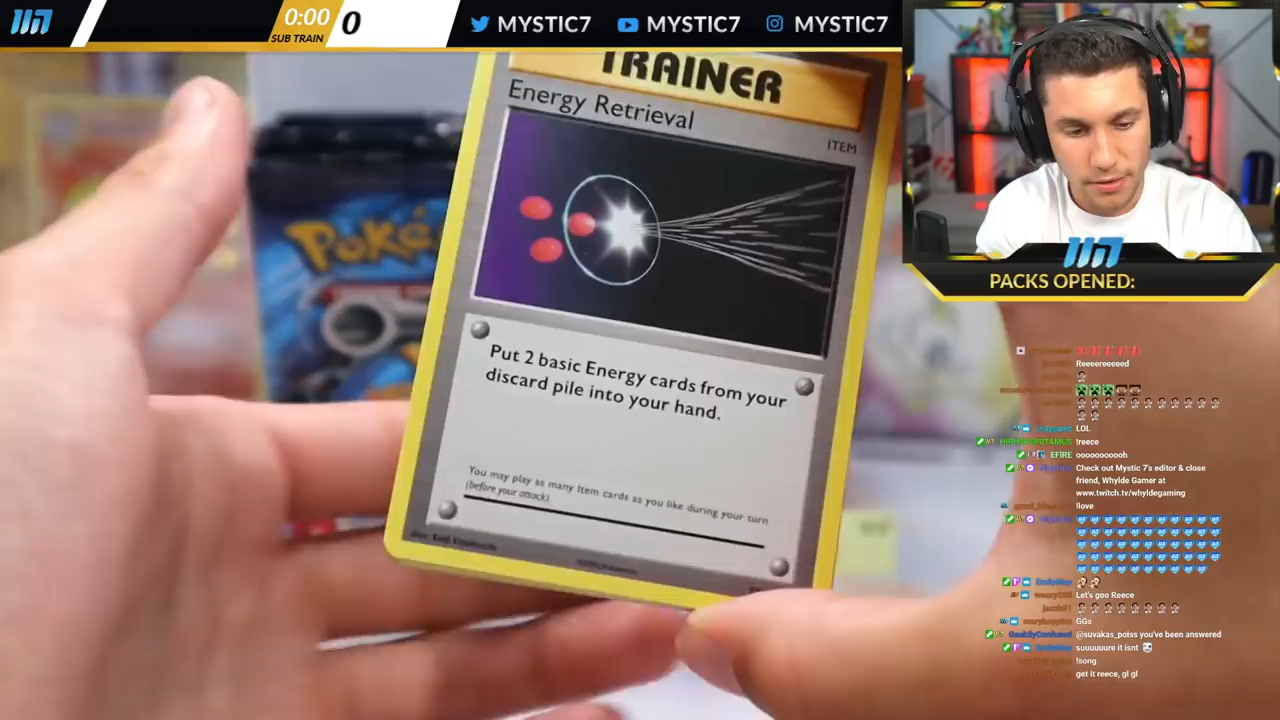 0:00
SUB TRAIN
0
MYSTIC7
MYSTIC7
MYSTIC7
TRAINER
Energy Retrieval
ITEM
Put 2 basic Energy cards from your
discard pile into your hand.
You may play as many Item cards as you like during your turn
(before your attack)
PACKS OPENED:
Reeeereeeeed
LOL
!reece
EFIRE
ooooooooooh
Check out Mystic 7's editor & close
friend, Whylde Gamer at
www.twitch.tv/whyldegaming
!love
Let's goo Reece
GGs
GeekilyConfused
@suvakas_poiss you've been answered
suuuuuure it isnt
!song
get it reece, gl gl